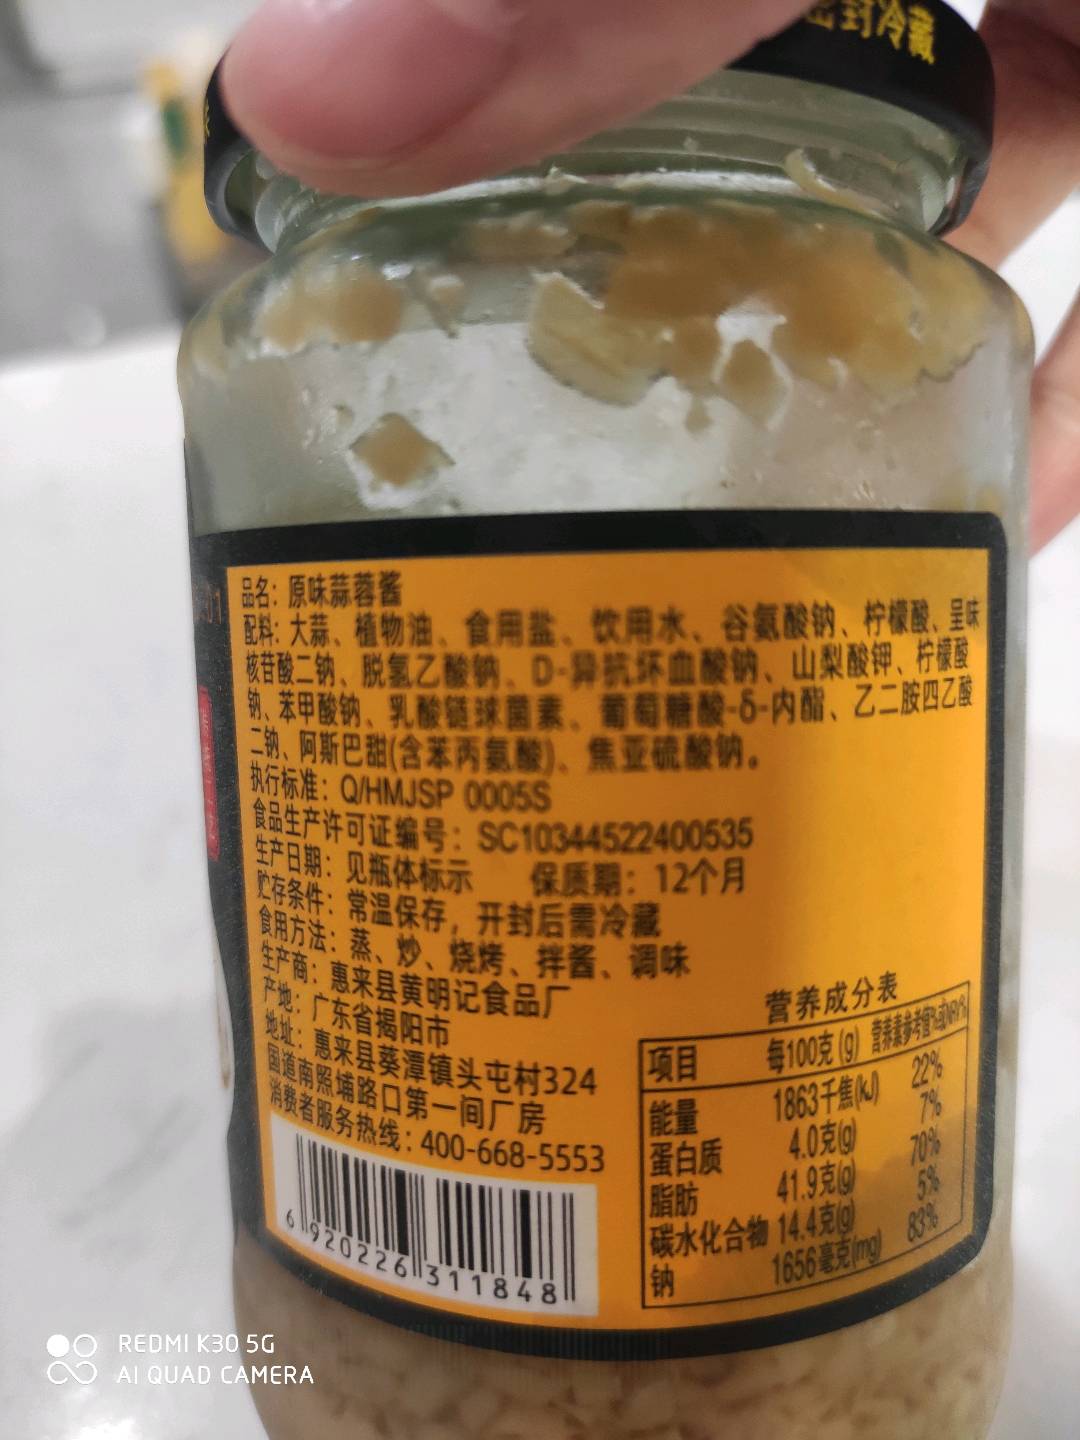 密封冷藏
品名：原味蒜蓉酱
配料：大蒜、植物油、食用盐、饮用水、谷氨酸钠、柠檬酸、呈味
核苷酸二钠、脱氢乙酸钠、D-异抗坏血酸钠、山梨酸钾、柠檬酸
钠、苯甲酸钠、乳酸链球菌素、葡萄糖酸-δ-内酯、乙二胺四乙酸
二钠、阿斯巴甜(含苯丙氨酸)、焦亚硫酸钠。
执行标准：Q/HMJSP 0005S
食品生产许可证编号：SC10344522400535
生产日期：见瓶体标示 保质期：12个月
贮存条件：常温保存，开封后需冷藏
食用方法：蒸、炒、烧烤、拌酱、调味
生产商：惠来县黄明记食品厂
产地：广东省揭阳市
地址：惠来县葵潭镇头屯村324
国道南照埔路口第一间厂房
消费者服务热线：400-668-5553
6 920226 311848
营养成分表
项目 每100克(g) 营养素参考值%或NRV%
能量 1863千焦(kJ) 22%
蛋白质 4.0克(g) 7%
脂肪 41.9克(g) 70%
碳水化合物 14.4克(g) 5%
钠 1656毫克(mg) 83%
REDMI K30 5G
AI QUAD CAMERA